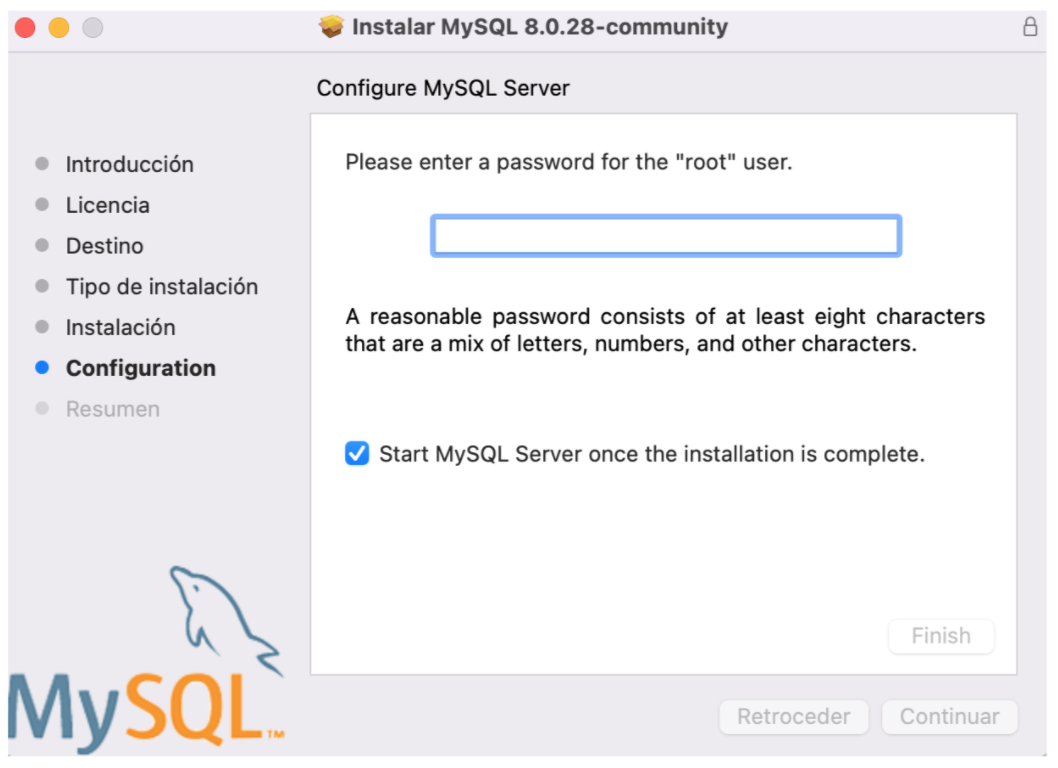 Instalar MySQL 8.0.28-community
Configure MySQL Server
Introducción
Licencia
Destino
Tipo de instalación
Instalación
Configuration
Resumen
Please enter a password for the "root" user.
A reasonable password consists of at least eight characters
that are a mix of letters, numbers, and other characters.
Start MySQL Server once the installation is complete.
Finish
MySQL™
Retroceder
Continuar